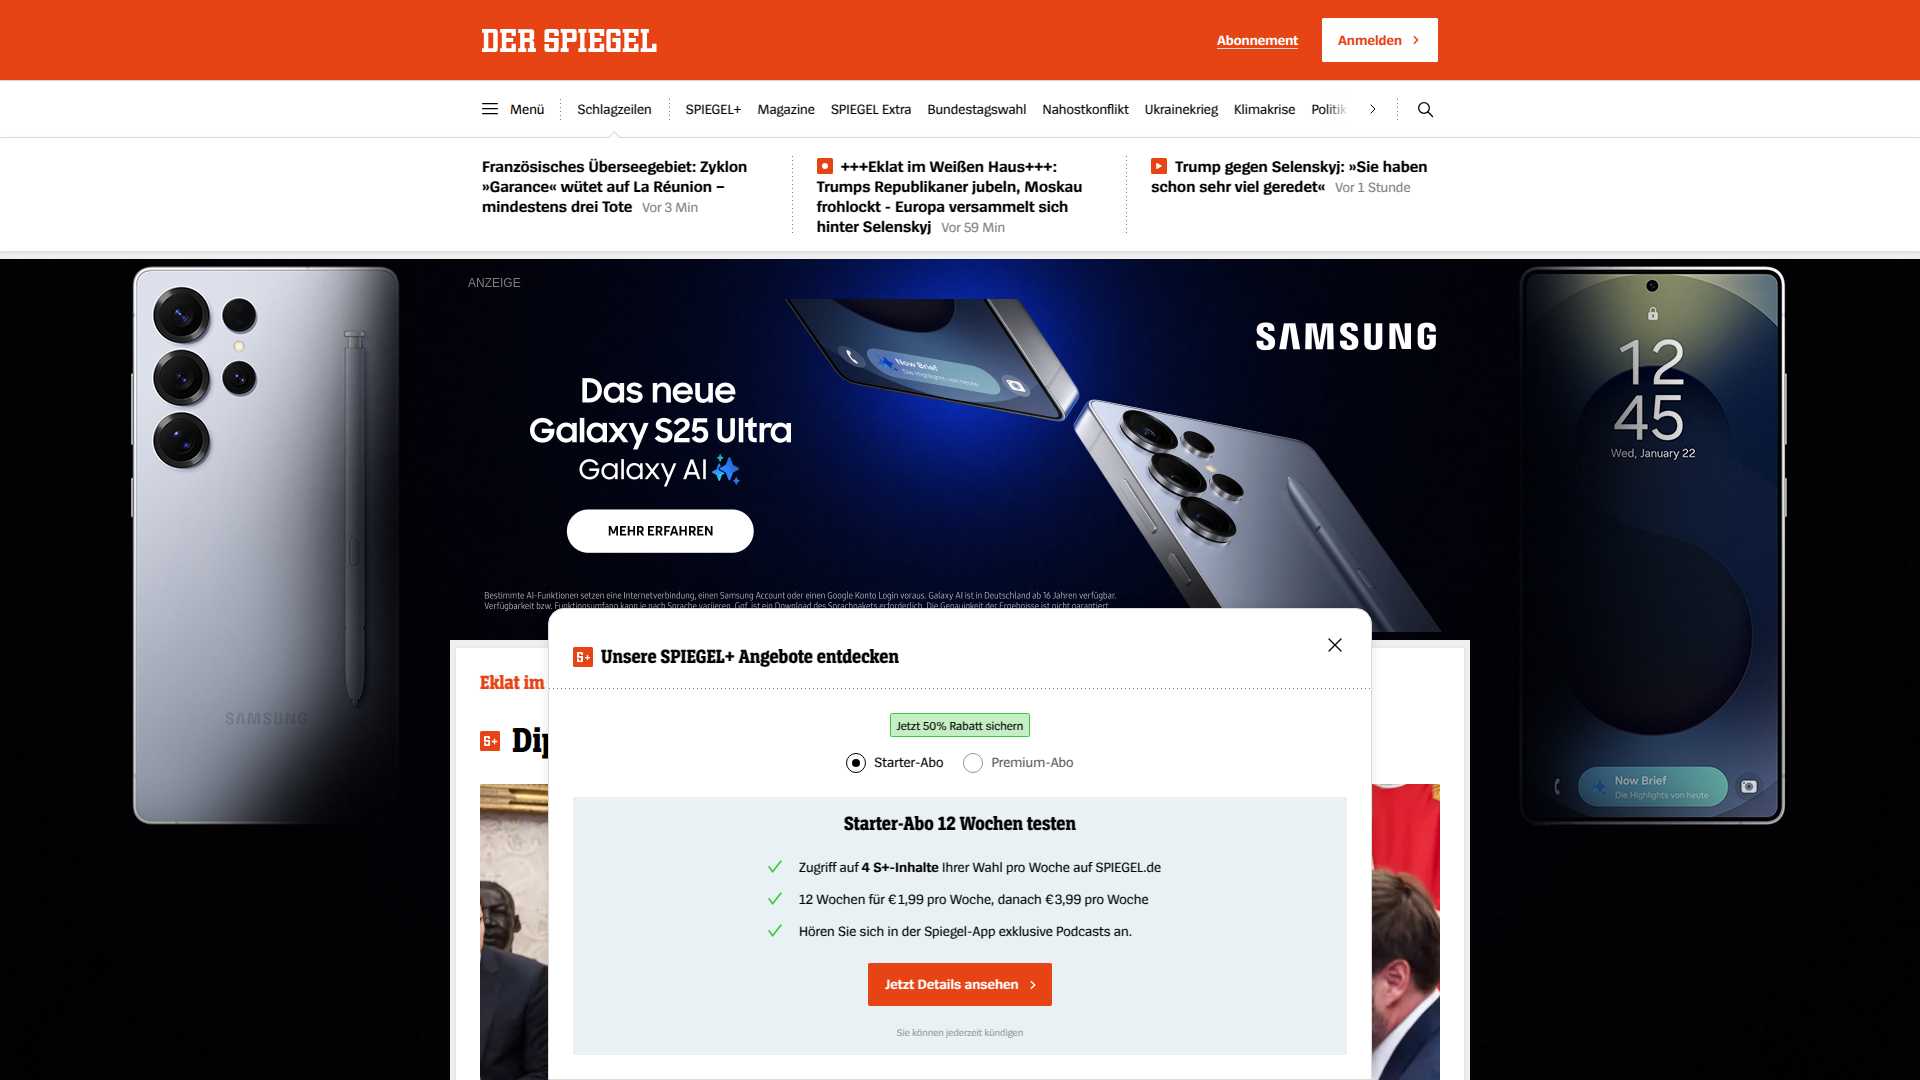 DER SPIEGEL
Abonnement
Anmelden
Menü
Schlagzeilen
SPIEGEL+
Magazine
SPIEGEL Extra
Bundestagswahl
Nahostkonflikt
Ukrainekrieg
Klimakrise
Politik
Französisches Überseegebiet: Zyklon
»Garance« wütet auf La Réunion –
mindestens drei Tote Vor 3 Min
+++Eklat im Weißen Haus+++:
Trumps Republikaner jubeln, Moskau
frohlockt - Europa versammelt sich
hinter Selenskyj Vor 59 Min
Trump gegen Selenskyj: »Sie haben
schon sehr viel geredet« Vor 1 Stunde
ANZEIGE
SAMSUNG
Das neue
Galaxy S25 Ultra
Galaxy AI
MEHR ERFAHREN
Now Brief
Bestimmte AI-Funktionen setzen eine Internetverbindung, einen Samsung Account oder einen Google Konto Login voraus. Galaxy AI ist in Deutschland ab 16 Jahren verfügbar.
Verfügbarkeit bzw. Funktionsumfang kann je nach Sprache variieren. Ggf. ist ein Download des Sprachpakets erforderlich. Die Genauigkeit der Ergebnisse ist nicht garantiert.
SAMSUNG
12
45
Wed, January 22
Now Brief
Die Highlights von heute
Eklat im
S+ Dip
S+ Unsere SPIEGEL+ Angebote entdecken
Jetzt 50% Rabatt sichern
Starter-Abo
Premium-Abo
Starter-Abo 12 Wochen testen
Zugriff auf 4 S+-Inhalte Ihrer Wahl pro Woche auf SPIEGEL.de
12 Wochen für € 1,99 pro Woche, danach € 3,99 pro Woche
Hören Sie sich in der Spiegel-App exklusive Podcasts an.
Jetzt Details ansehen
Sie können jederzeit kündigen